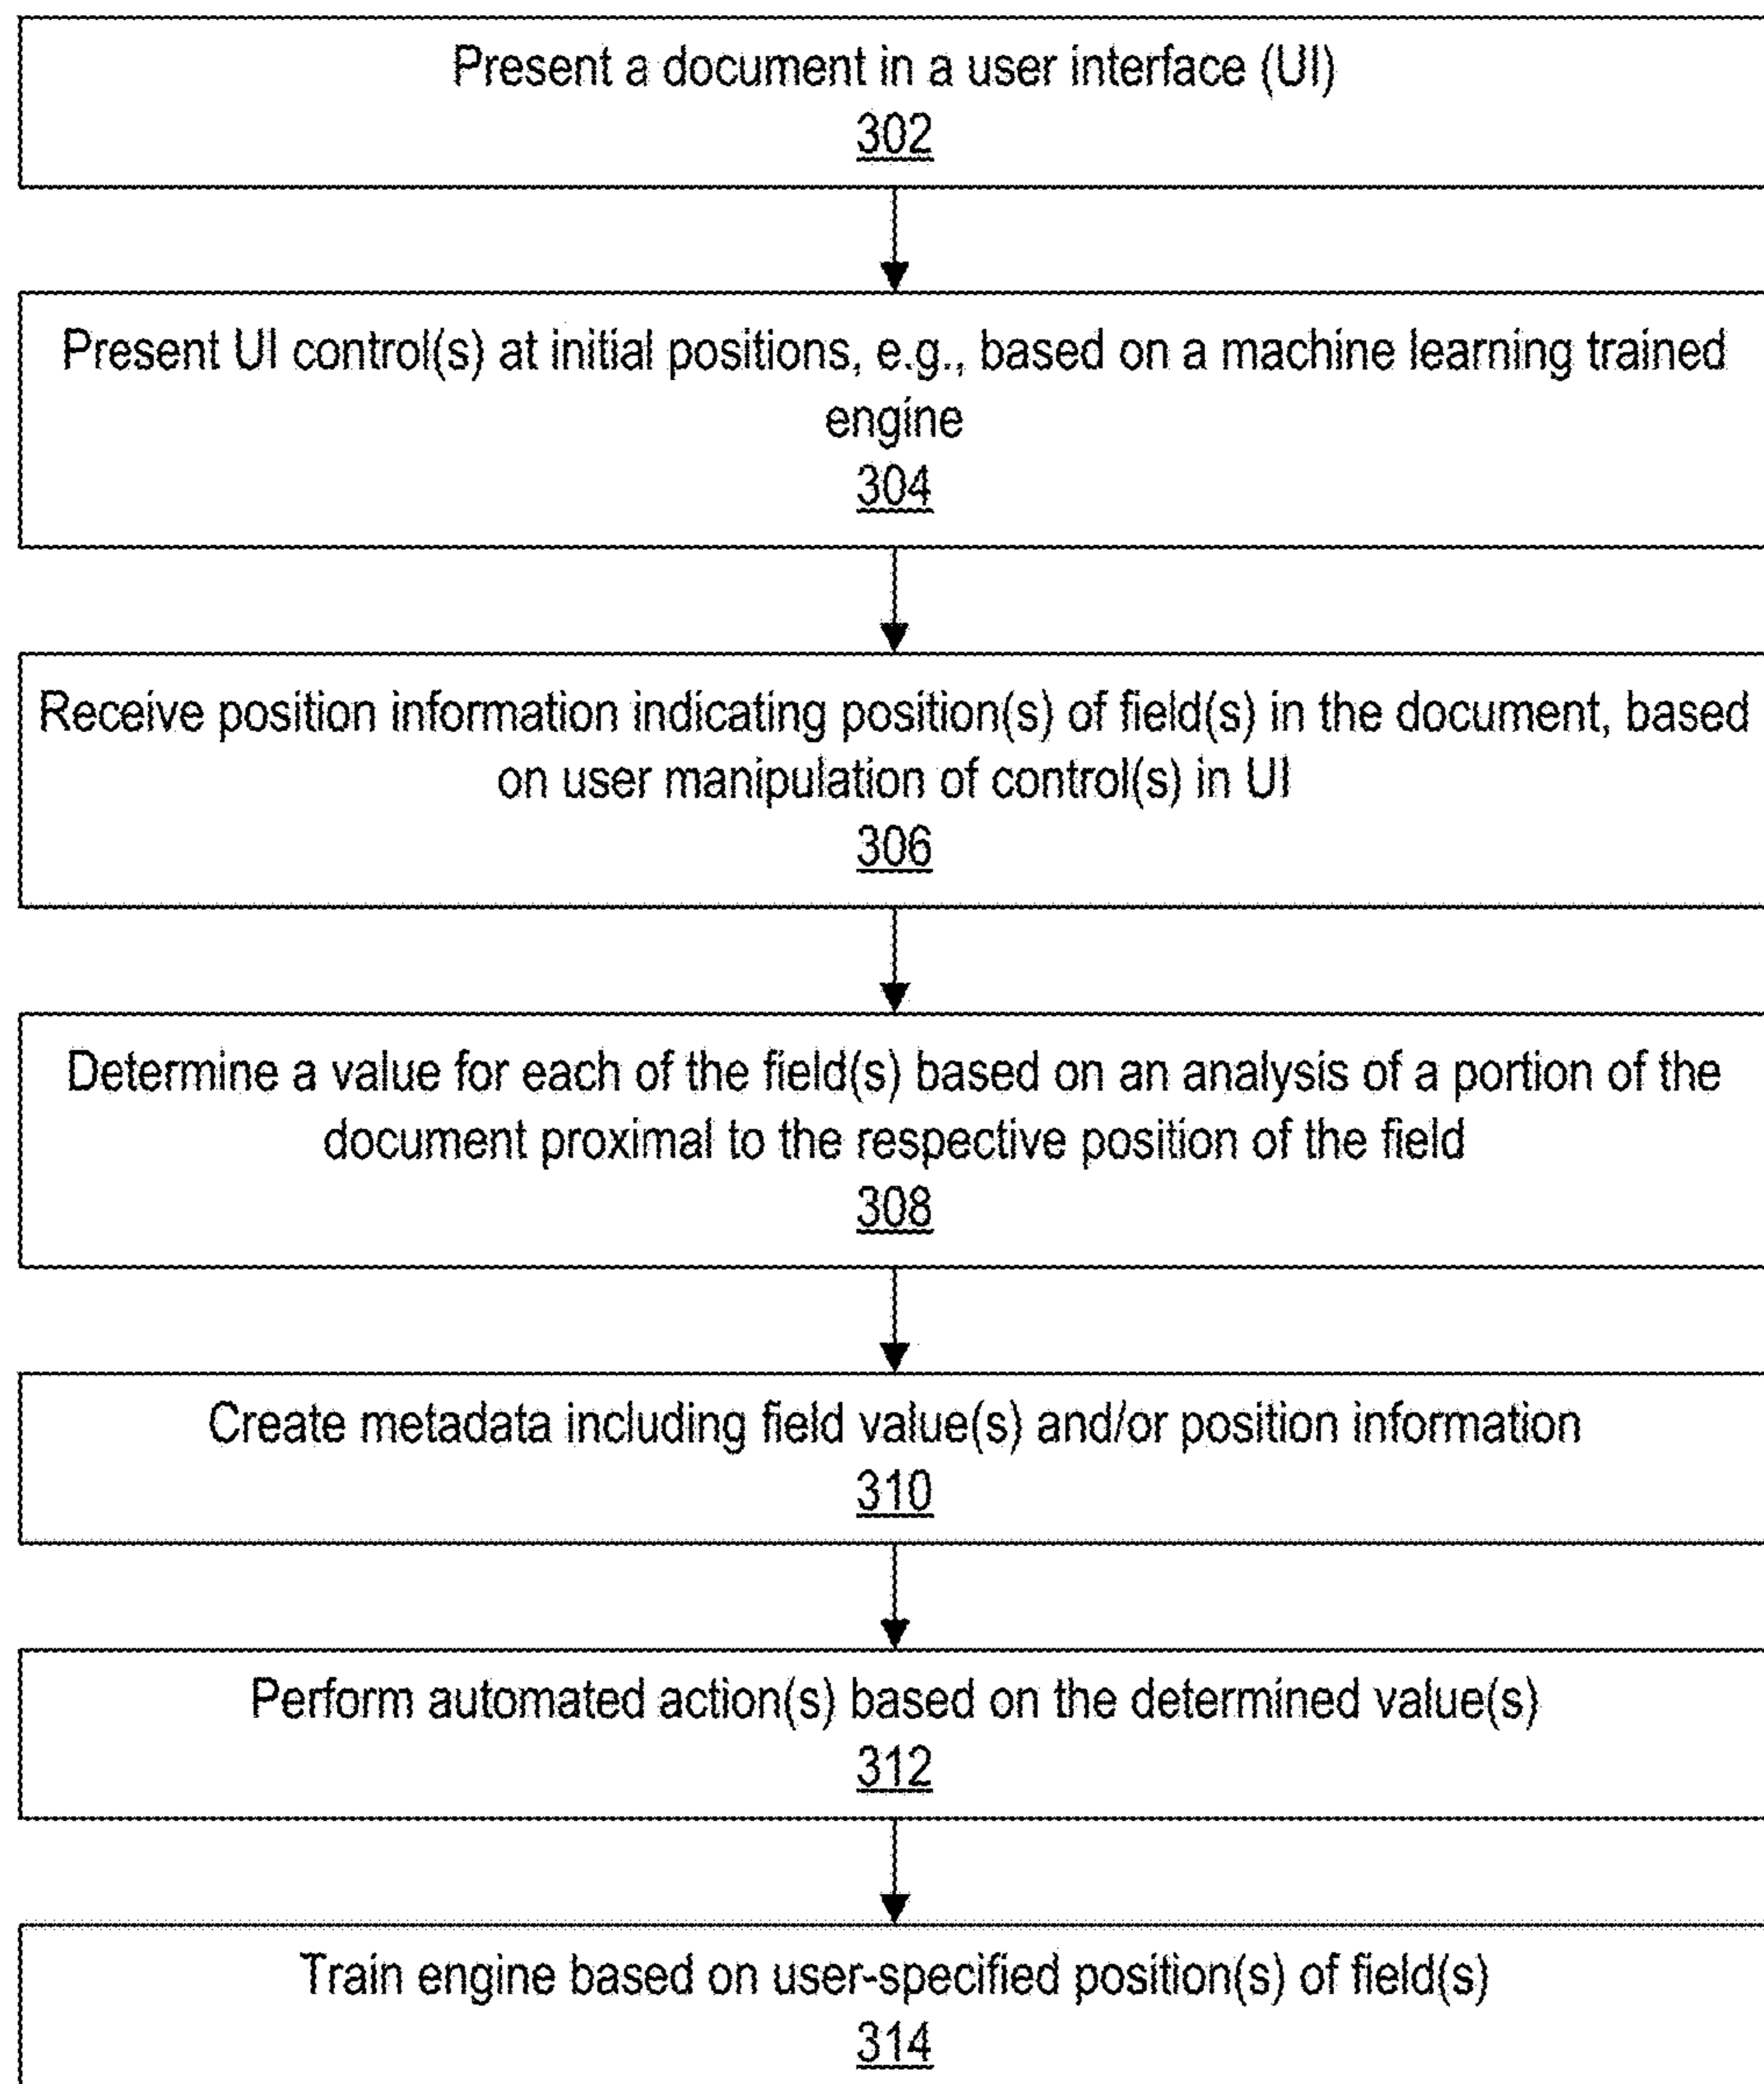 Present a document in a user interface (UI)
302
Present UI control(s) at initial positions, e.g., based on a machine learning trained
engine
304
Receive position information indicating position(s) of field(s) in the document, based
on user manipulation of control(s) in UI
306
Determine a value for each of the field(s) based on an analysis of a portion of the
document proximal to the respective position of the field
308
Create metadata including field value(s) and/or position information
310
Perform automated action(s) based on the determined value(s)
312
Train engine based on user-specified position(s) of field(s)
314